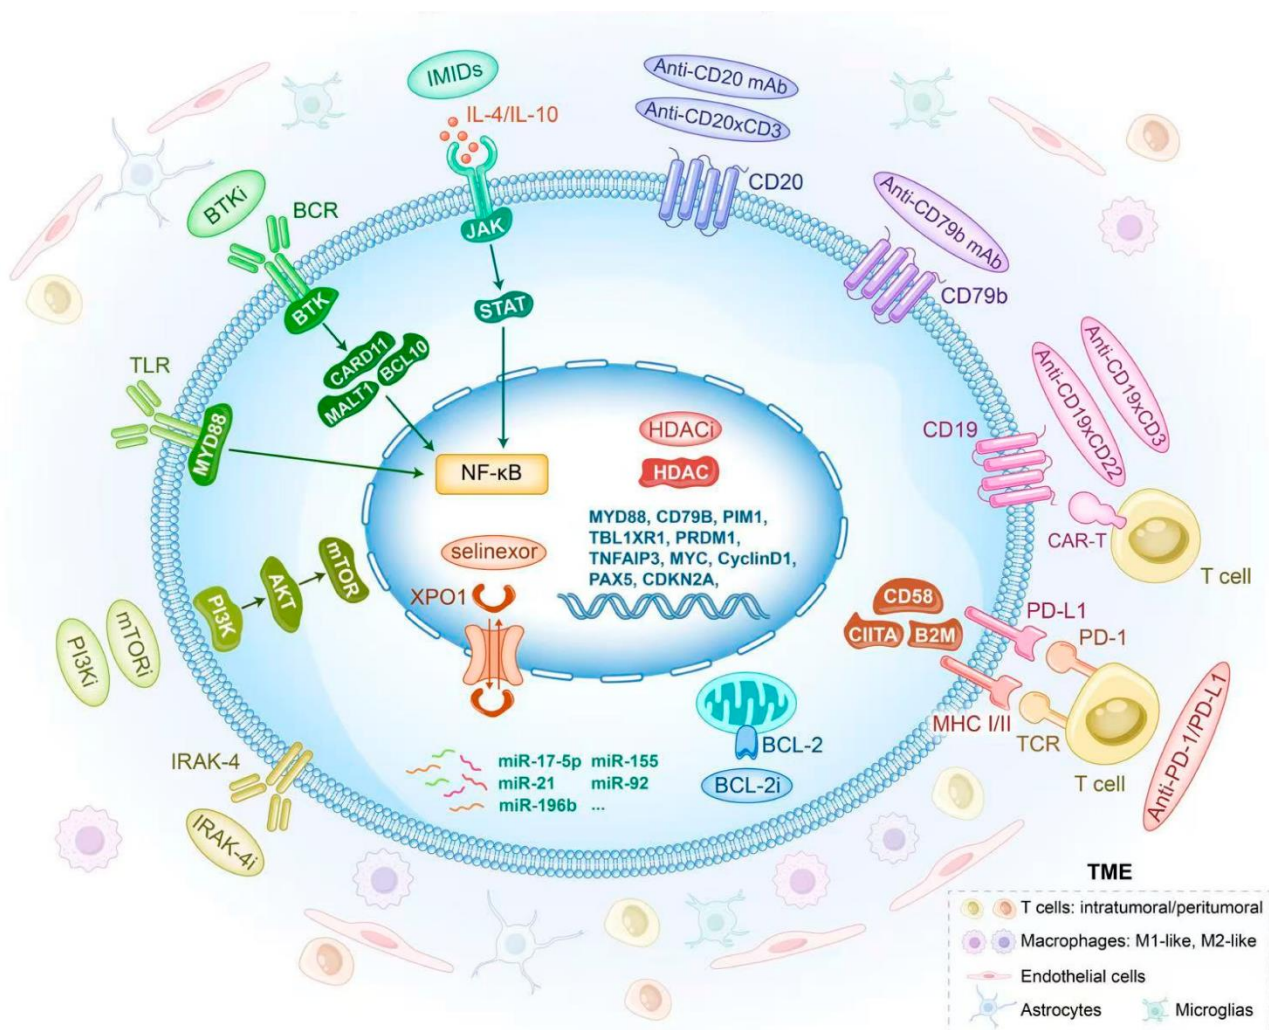 IMIDs
IL-4/IL-10
Anti-CD20 mAb
Anti-CD20xCD3
CD20
BTKi
BCR
JAK
BTK
STAT
Anti-CD79b mAb
CD79b
CARD11
BCL10
MALT1
TLR
MYD88
NF-κB
HDACi
HDAC
MYD88, CD79B, PIM1,
TBL1XR1, PRDM1,
TNFAIP3, MYC, CyclinD1,
PAX5, CDKN2A,
selinexor
XPO1
CD19
Anti-CD19xCD22
Anti-CD19xCD3
CAR-T
T cell
PI3K
AKT
mTOR
PI3Ki
mTORi
CD58
CIITA
B2M
PD-L1
PD-1
MHC I/II
TCR
T cell
Anti-PD-1/PD-L1
IRAK-4
IRAK-4i
miR-17-5p miR-155
miR-21 miR-92
miR-196b ...
BCL-2
BCL-2i
TME
T cells: intratumoral/peritumoral
Macrophages: M1-like, M2-like
Endothelial cells
Astrocytes
Microglias